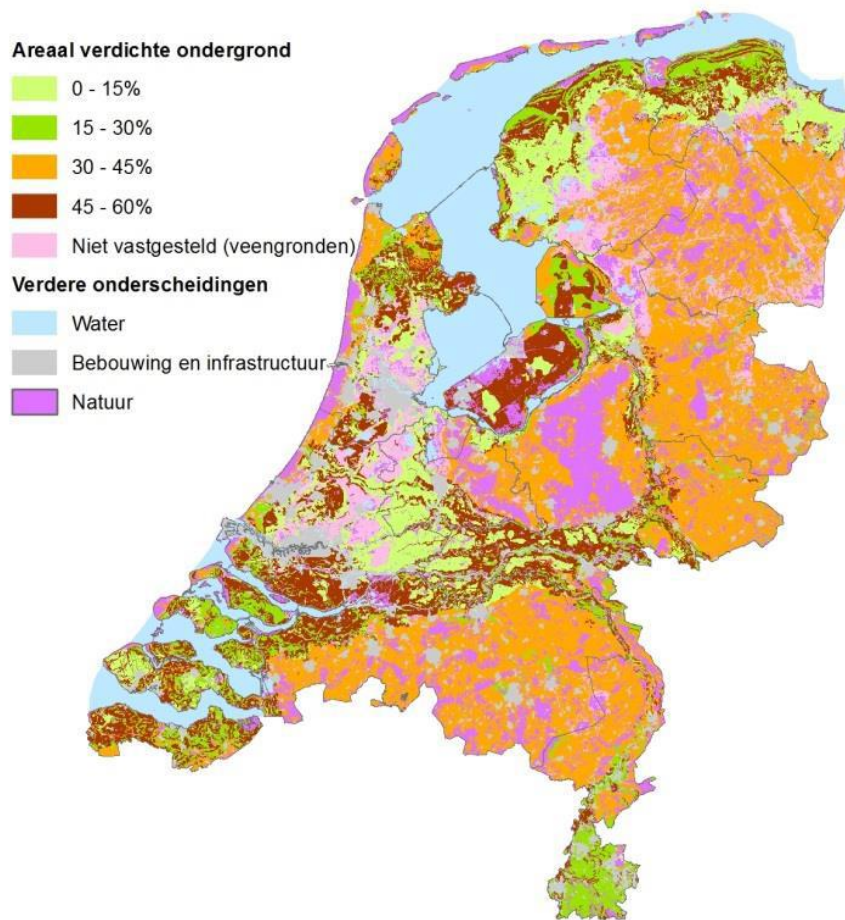 Areaal verdichte ondergrond
0 - 15%
15 - 30%
30 - 45%
45 - 60%
Niet vastgesteld (veengronden)
Verdere onderscheidingen
Water
Bebouwing en infrastructuur
Natuur